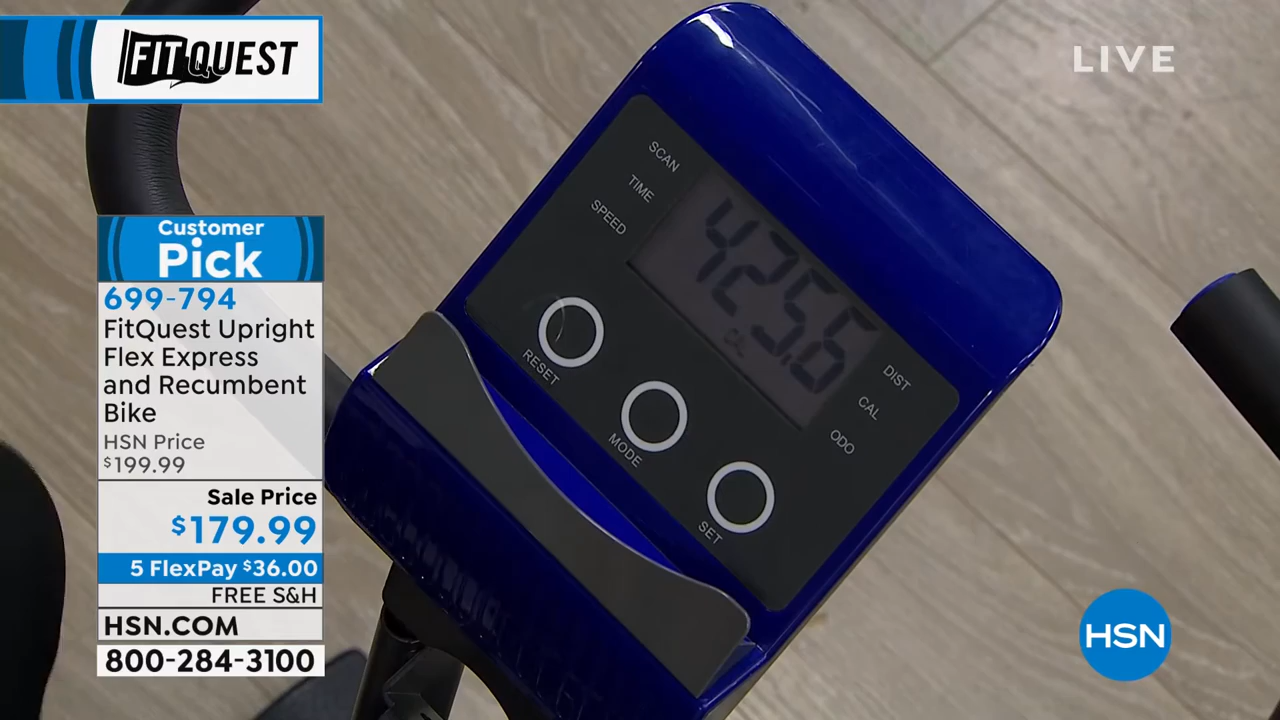 FITQUEST
LIVE
Customer
Pick
699-794
FitQuest Upright
Flex Express
and Recumbent
Bike
HSN Price
$199.99
Sale Price
$179.99
5 FlexPay $36.00
FREE S&H
HSN.COM
800-284-3100
SCAN
TIME
SPEED
425.6
DIST
CAL
ODO
RESET
MODE
SET
HSN